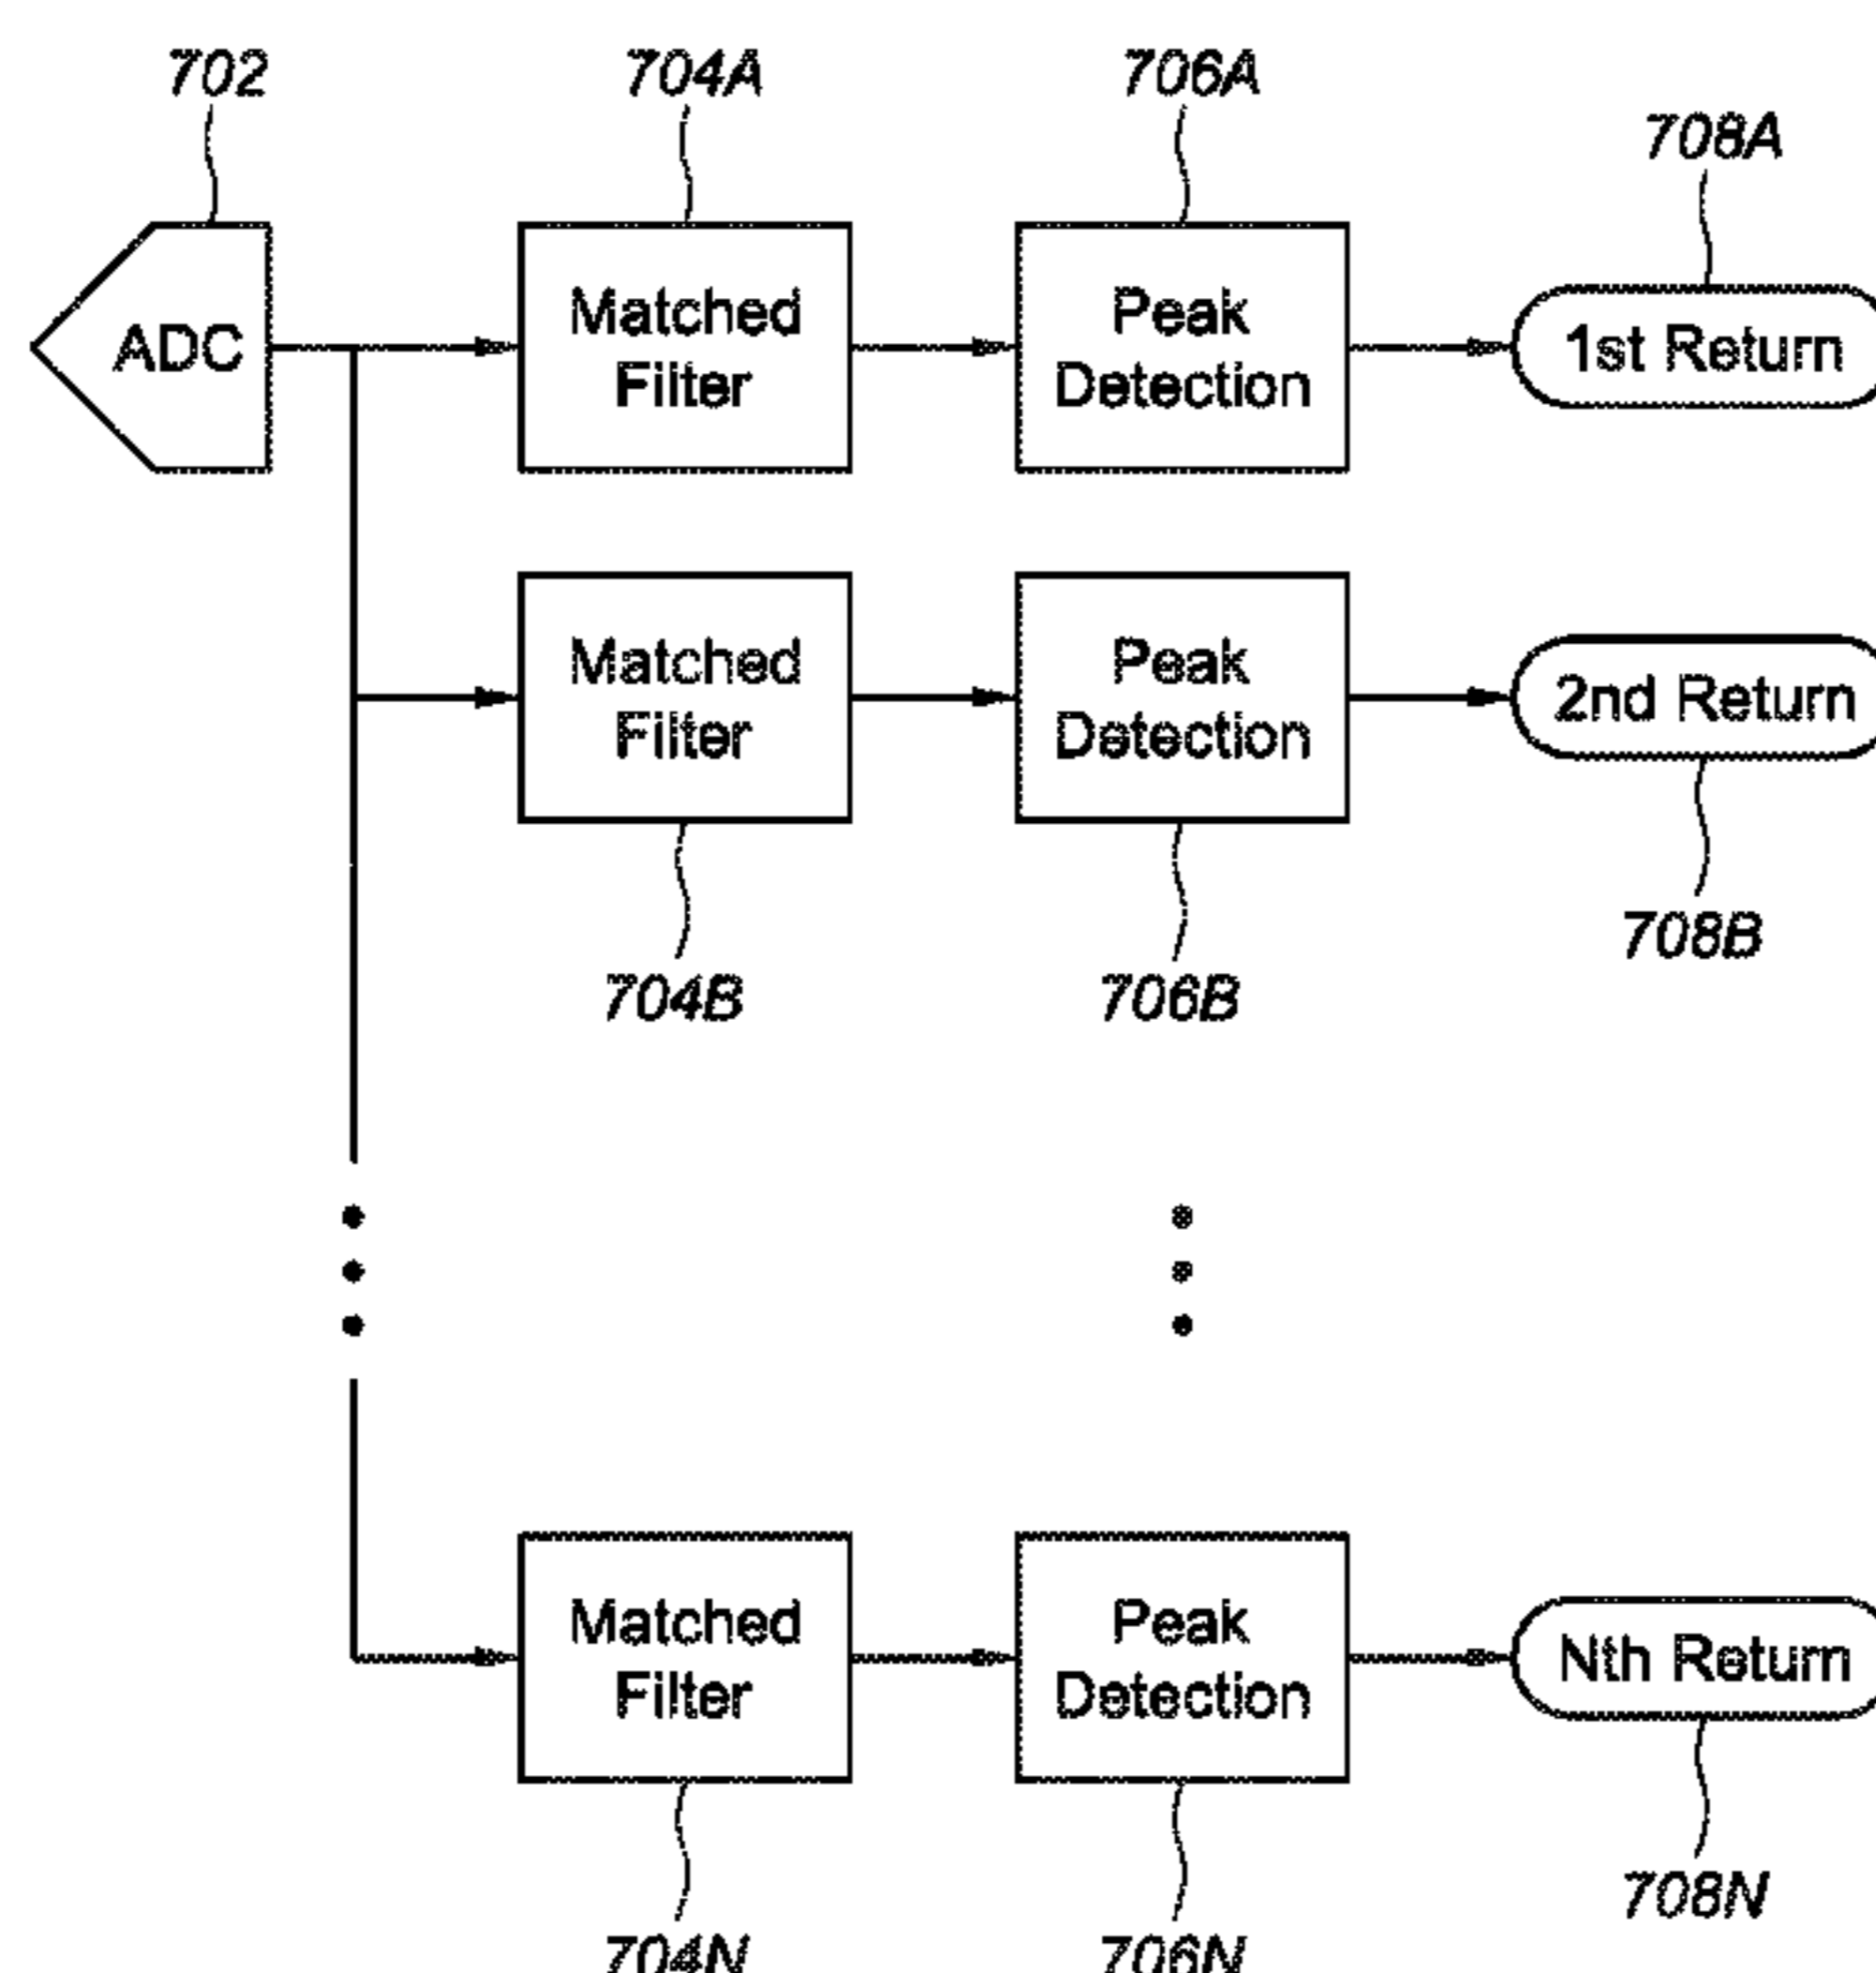 702
704A
706A
708A
ADC
Matched
Filter
Peak
Detection
1st Return
Matched
Filter
Peak
Detection
2nd Return
704B
706B
708B
Matched
Filter
Peak
Detection
Nth Return
704N
706N
708N